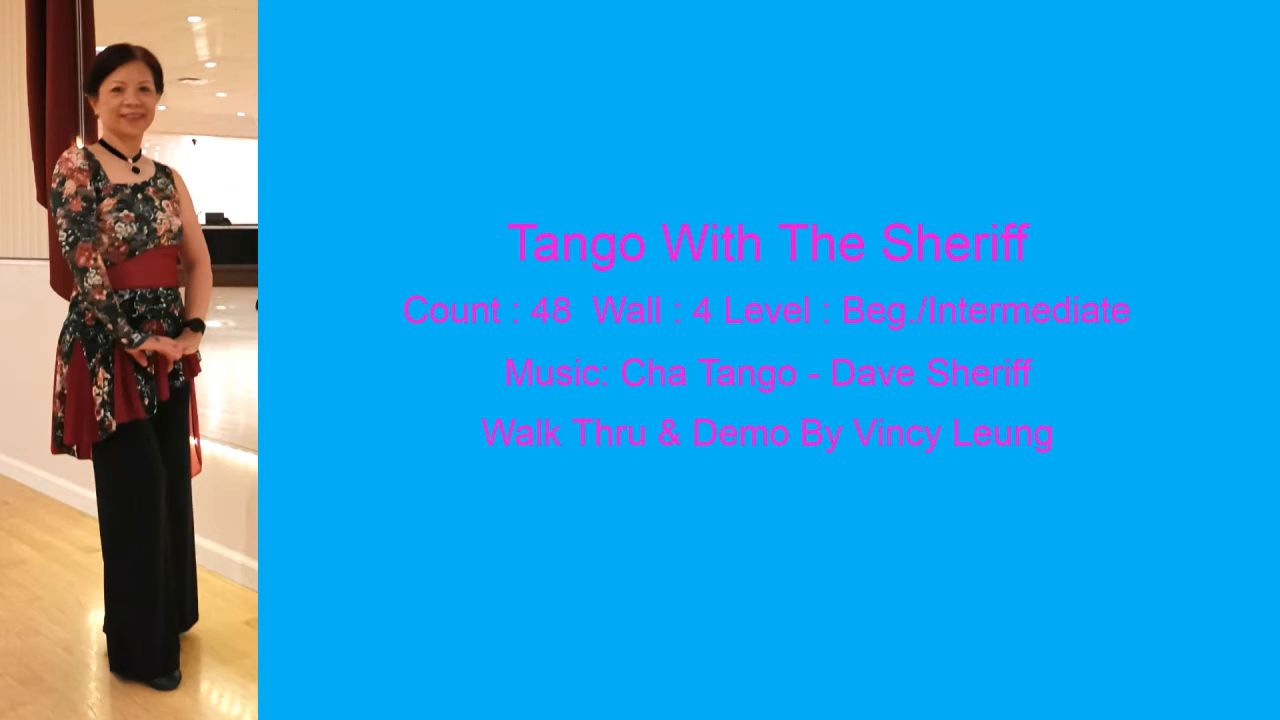 Tango With The Sheriff
Count : 48  Wall : 4 Level : Beg./Intermediate
Music: Cha Tango - Dave Sheriff
Walk Thru & Demo By Vincy Leung